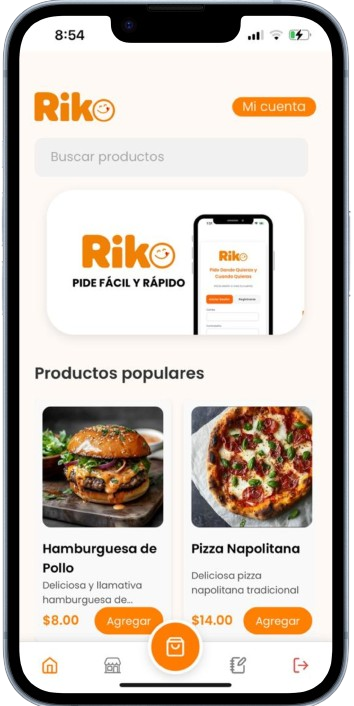 8:54
Riko
Mi cuenta
Buscar productos
Riko
PIDE FÁCIL Y RÁPIDO
Riko
Pide Donde Quieras y
Cuando Quieras
Productos populares
Hamburguesa de
Pollo
Deliciosa y llamativa
hamburguesa de...
$8.00
Agregar
Pizza Napolitana
Deliciosa pizza
napolitana tradicional
$14.00
Agregar